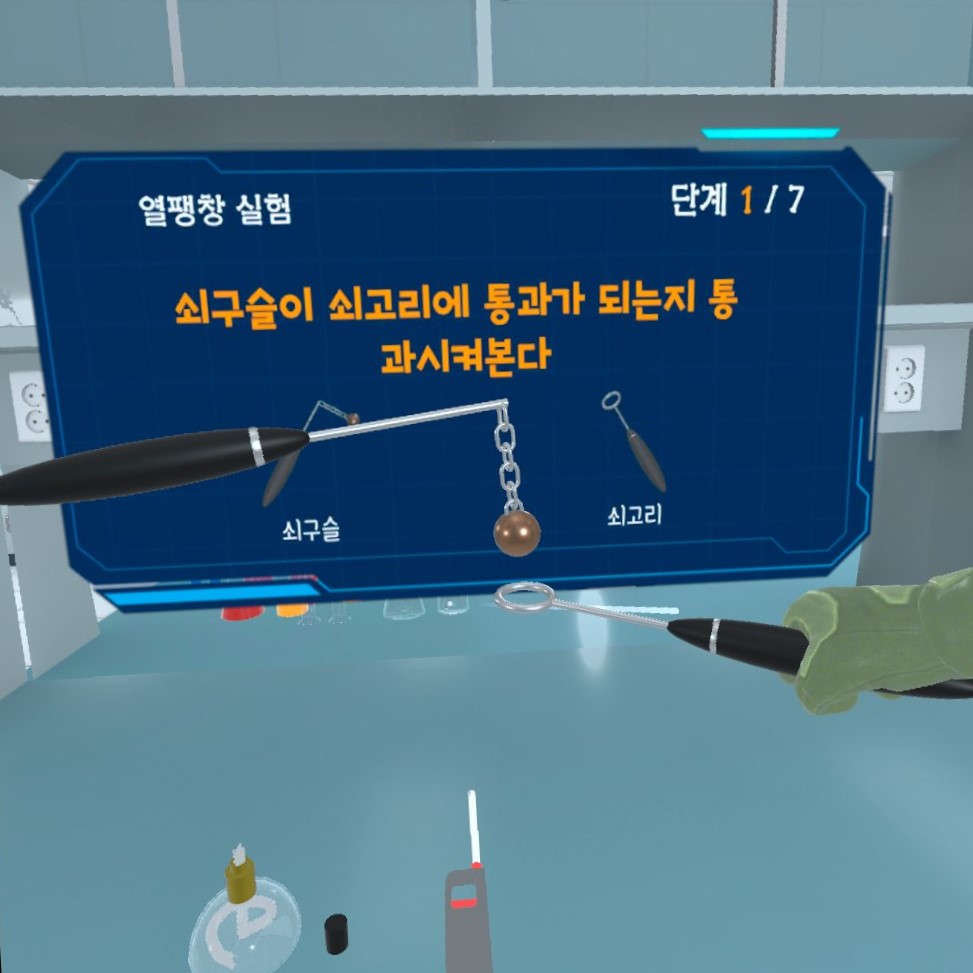 열팽창 실험
단계 1 / 7
쇠구슬이 쇠고리에 통과가 되는지 통
과시켜본다
쇠구슬
쇠고리